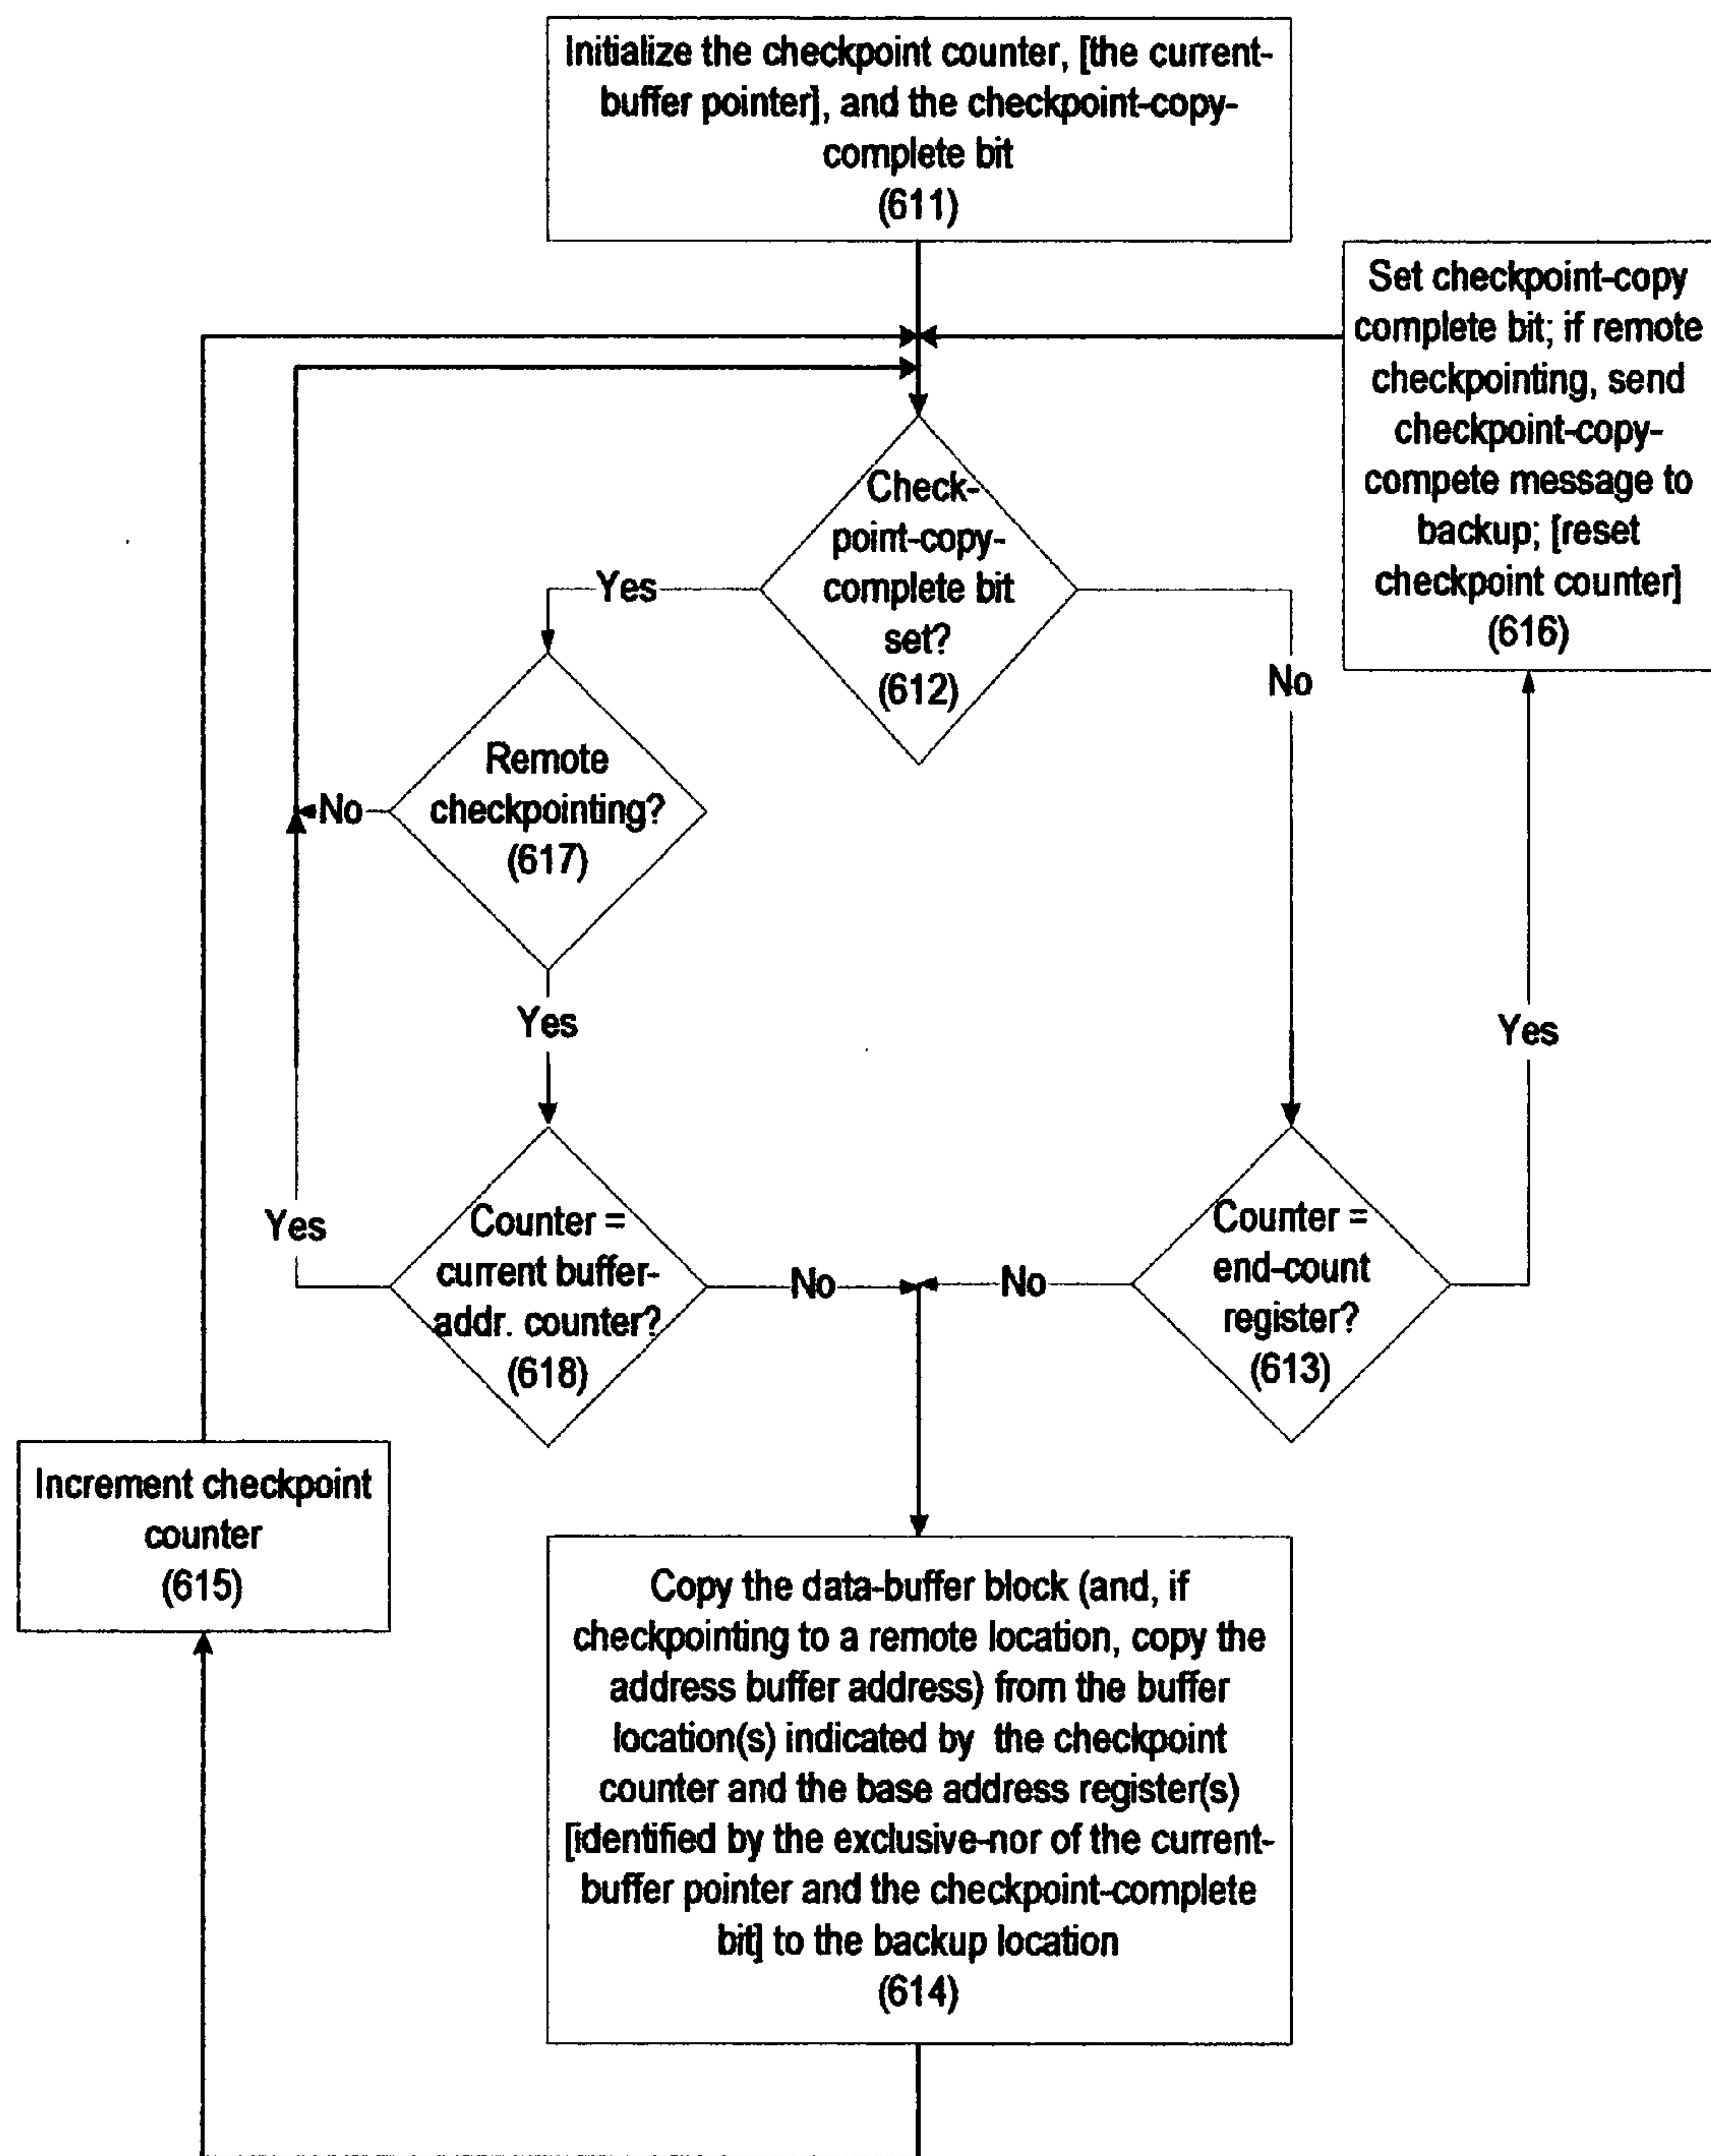 Initialize the checkpoint counter, [the current-
buffer pointer], and the checkpoint-copy-
complete bit
(611)
Set checkpoint-copy
complete bit; if remote
checkpointing, send
checkpoint-copy-
compete message to
backup; [reset
checkpoint counter]
(616)
Check-
point-copy-
complete bit
set?
(612)
Yes
No
Remote
checkpointing?
(617)
No
Yes
Yes
Counter =
current buffer-
addr. counter?
(618)
Yes
No
No
Counter =
end-count
register?
(613)
Increment checkpoint
counter
(615)
Copy the data-buffer block (and, if
checkpointing to a remote location, copy the
address buffer address) from the buffer
location(s) indicated by the checkpoint
counter and the base address register(s)
[identified by the exclusive-nor of the current-
buffer pointer and the checkpoint-complete
bit] to the backup location
(614)